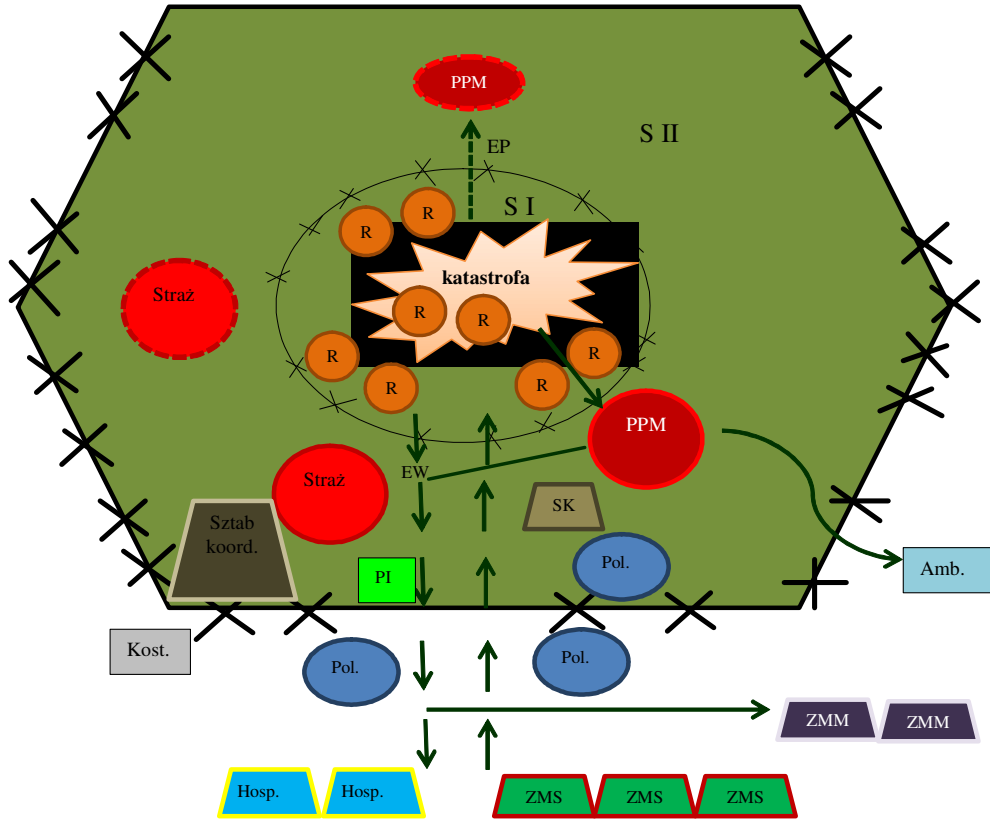 PPM
S II
EP
S I
R
R
katastrofa
Straż
R
R
R
R
R
R
PPM
EW
Straż
SK
Sztab
koord.
Pol.
PI
Amb.
Kost.
Pol.
Pol.
ZMM
ZMM
Hosp.
Hosp.
ZMS
ZMS
ZMS